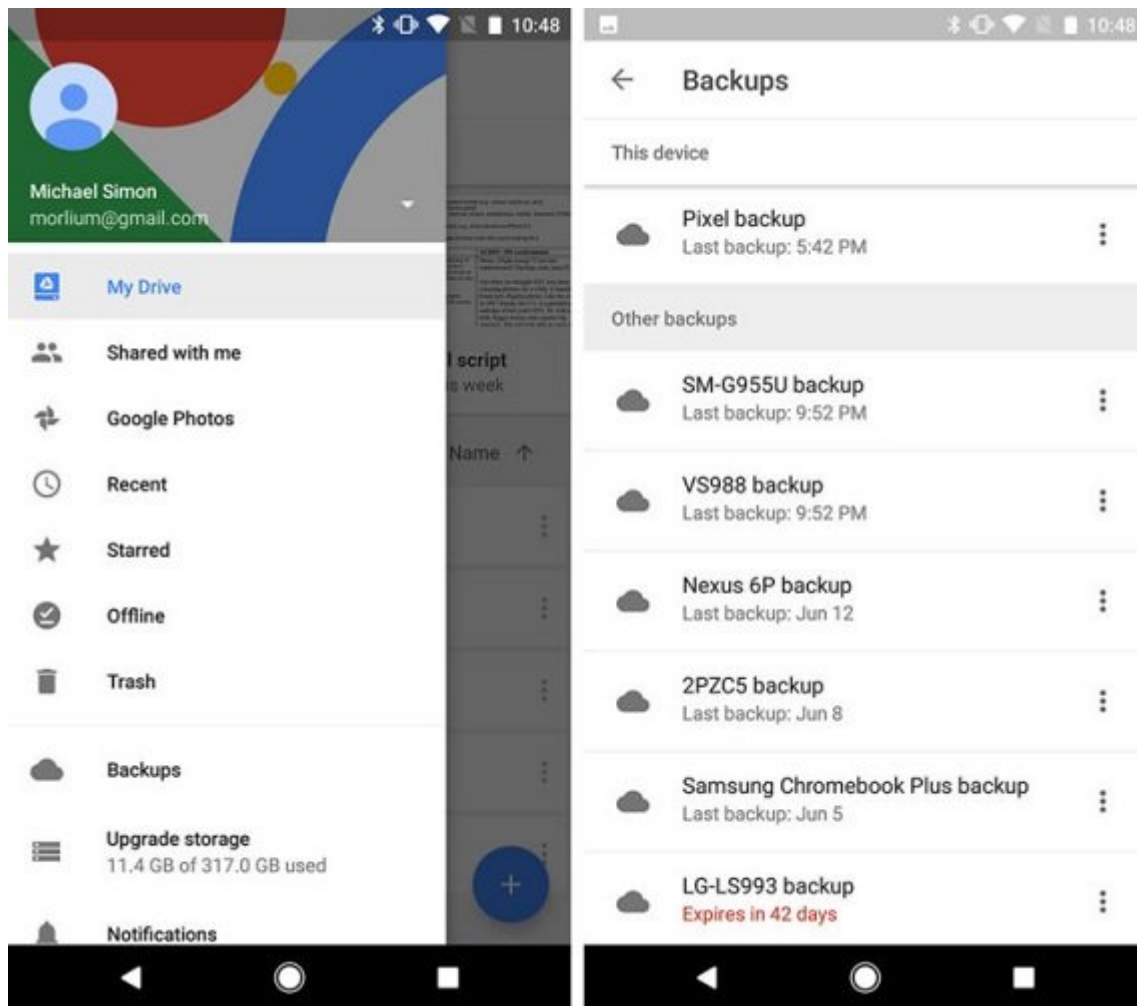 10:48
Michael Simon
morlium@gmail.com
My Drive
Shared with me
Google Photos
Recent
Starred
Offline
Trash
Backups
Upgrade storage
11.4 GB of 317.0 GB used
Notifications
l script
is week
Name
10:48
Backups
This device
Pixel backup
Last backup: 5:42 PM
Other backups
SM-G955U backup
Last backup: 9:52 PM
VS988 backup
Last backup: 9:52 PM
Nexus 6P backup
Last backup: Jun 12
2PZC5 backup
Last backup: Jun 8
Samsung Chromebook Plus backup
Last backup: Jun 5
LG-LS993 backup
Expires in 42 days